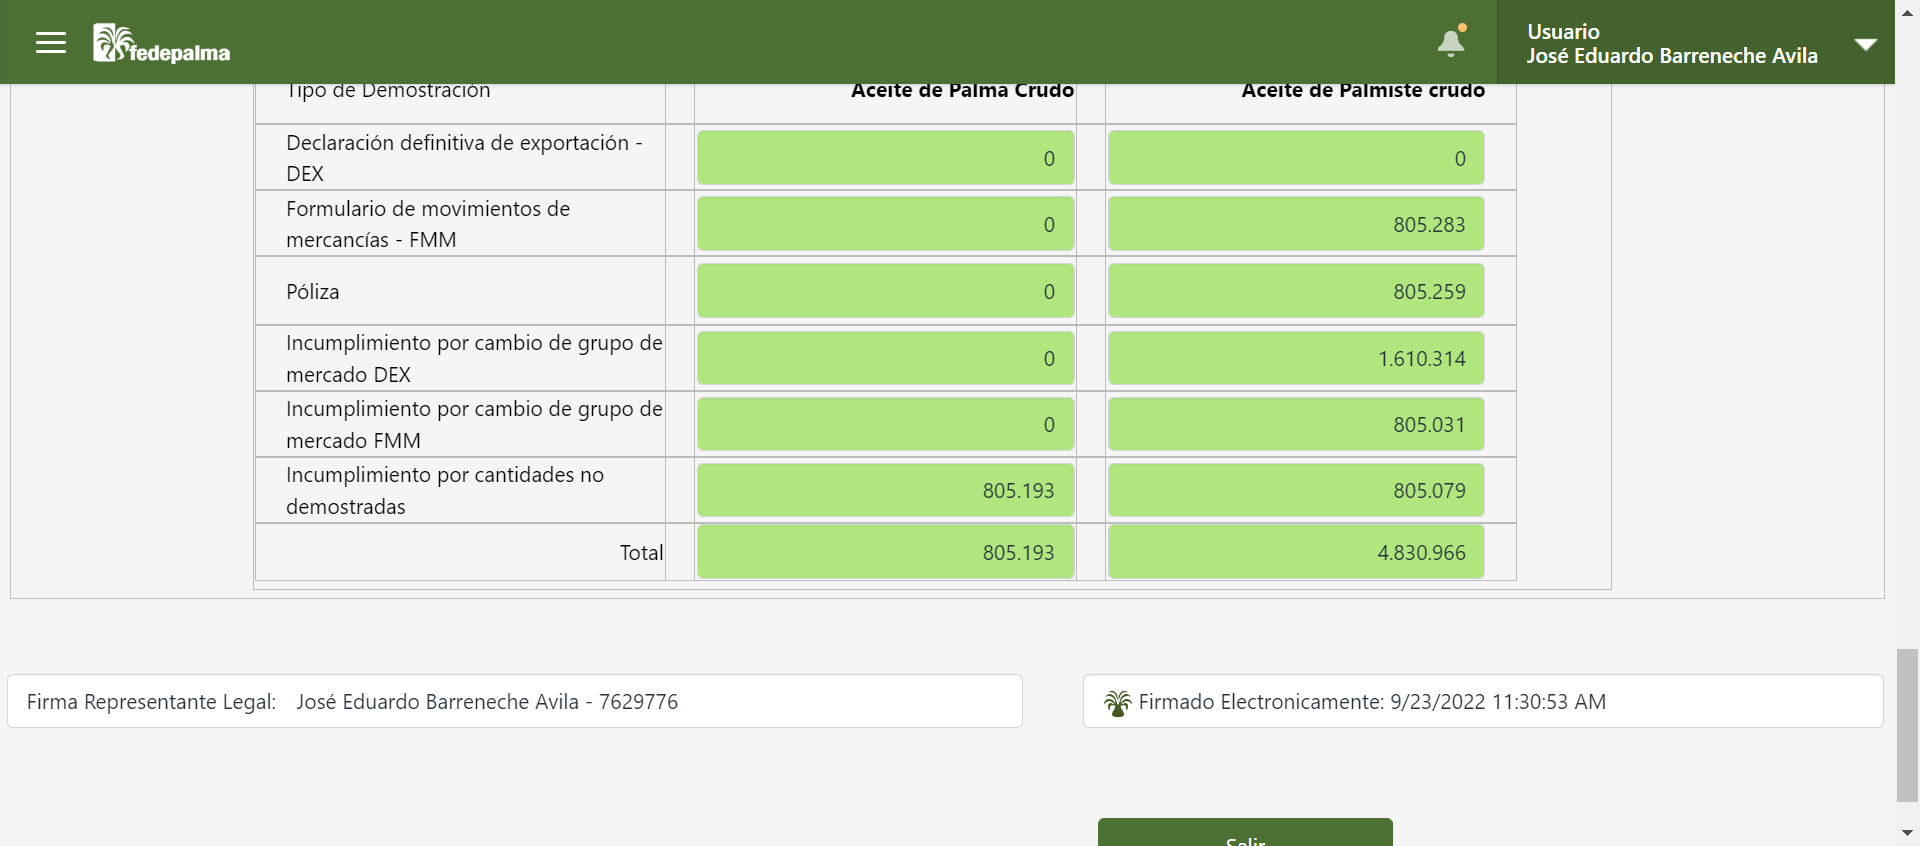 fedepalma
Usuario
José Eduardo Barreneche Avila
Tipo de Demostración Aceite de Palma Crudo Aceite de Palmiste crudo
Declaración definitiva de exportación -
DEX
0 0
Formulario de movimientos de
mercancías - FMM
0 805.283
Póliza 0 805.259
Incumplimiento por cambio de grupo de
mercado DEX
0 1.610.314
Incumplimiento por cambio de grupo de
mercado FMM
0 805.031
Incumplimiento por cantidades no
demostradas
805.193 805.079
Total 805.193 4.830.966
Firma Representante Legal: José Eduardo Barreneche Avila - 7629776
Firmado Electronicamente: 9/23/2022 11:30:53 AM
Salir